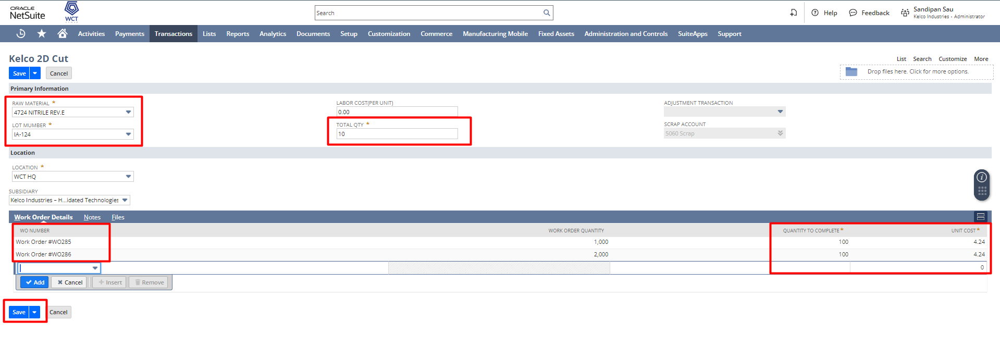 ORACLE
NetSuite
WCT
Search
Help
Feedback
Sandipan Sau
Kelco Industries - Administrator
Activities Payments Transactions Lists Reports Analytics Documents Setup Customization Commerce Manufacturing Mobile Fixed Assets Administration and Controls SuiteApps Support
Kelco 2D Cut
List Search Customize More
Save Cancel
Drop files here. Click for more options.
Primary Information
RAW MATERIAL *
4724 NITRILE REV.E
LOT MUMBER *
IA-124
LABOR COST(PER UNIT)
0.00
TOTAL QTY *
10
ADJUSTMENT TRANSACTION
SCRAP ACCOUNT
5060 Scrap
Location
LOCATION *
WCT HQ
SUBSIDIARY
Kelco Industries – H...idated Technologies
Work Order Details Notes Files
WO NUMBER WORK ORDER QUANTITY QUANTITY TO COMPLETE * UNIT COST *
Work Order #WO285 1,000 100 4.24
Work Order #WO286 2,000 100 4.24
0
Add Cancel Insert Remove
Save Cancel